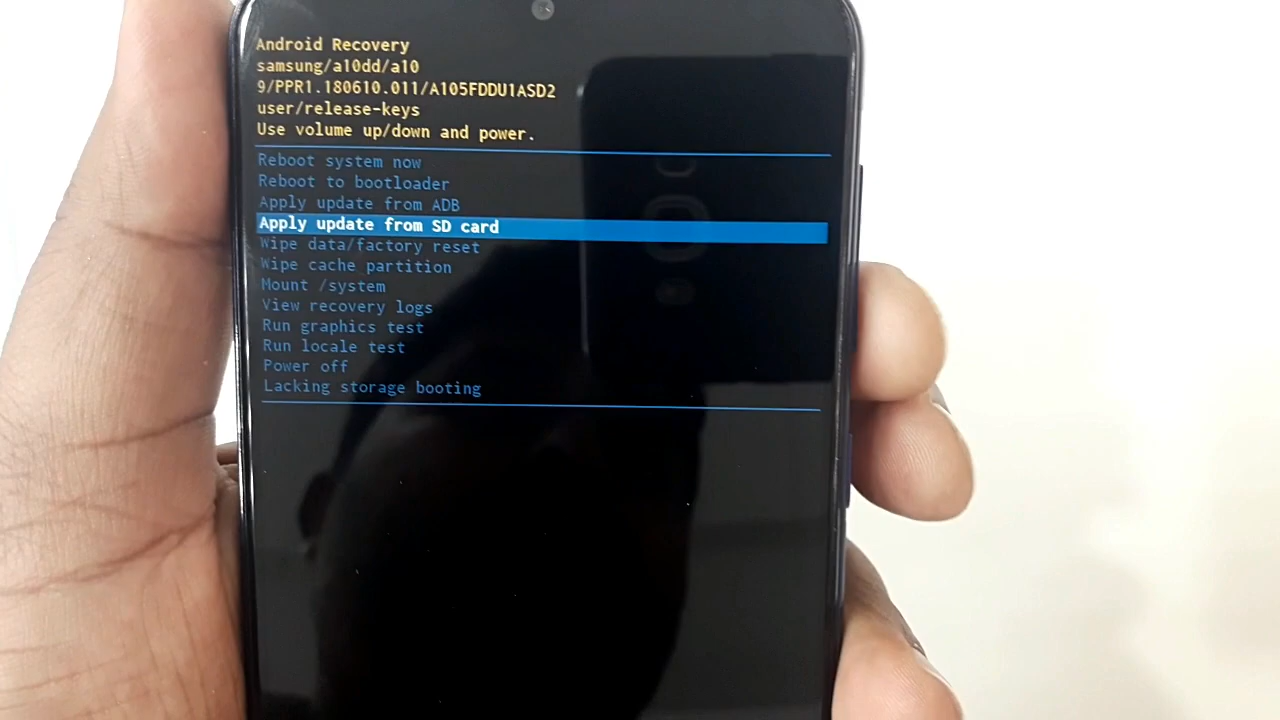 Android Recovery
samsung/a10dd/a10
9/PPR1.180610.011/A105FDDU1ASD2
user/release-keys
Use volume up/down and power.
Reboot system now
Reboot to bootloader
Apply update from ADB
Apply update from SD card
Wipe data/factory reset
Wipe cache partition
Mount /system
View recovery logs
Run graphics test
Run locale test
Power off
Lacking storage booting